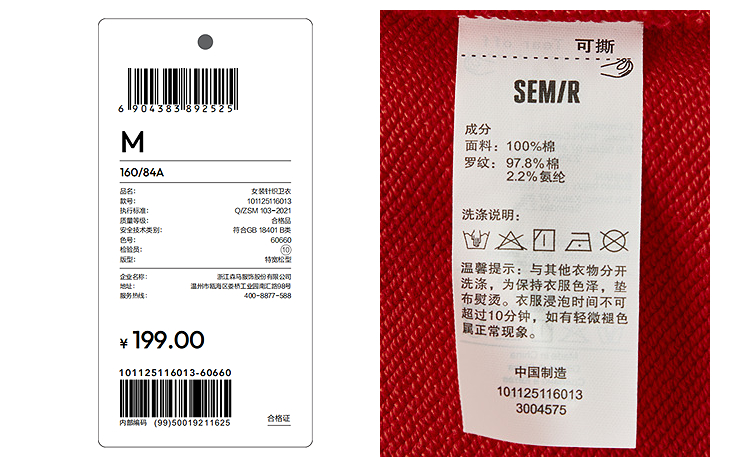 6904383892525
M
160/84A
品名: 女装针织卫衣
款号: 101125116013
执行标准: Q/ZSM 103-2021
质量等级: 合格品
安全技术类别: 符合GB 18401 B类
色号: 60660
检验员: 10
版型: 特宽松型
企业名称: 浙江森马服饰股份有限公司
地址: 温州市瓯海区娄桥工业园南汇路98号
服务热线: 400-8877-588
¥ 199.00
101125116013-60660
内部编码 (99)50019211625
合格证
可撕
SEM/R
成分
面料: 100%棉
罗纹: 97.8%棉
2.2%氨纶
洗涤说明:
温馨提示: 与其他衣物分开
洗涤, 为保持衣服色泽, 垫
布熨烫。衣服浸泡时间不可
超过10分钟, 如有轻微褪色
属正常现象。
中国制造
101125116013
3004575